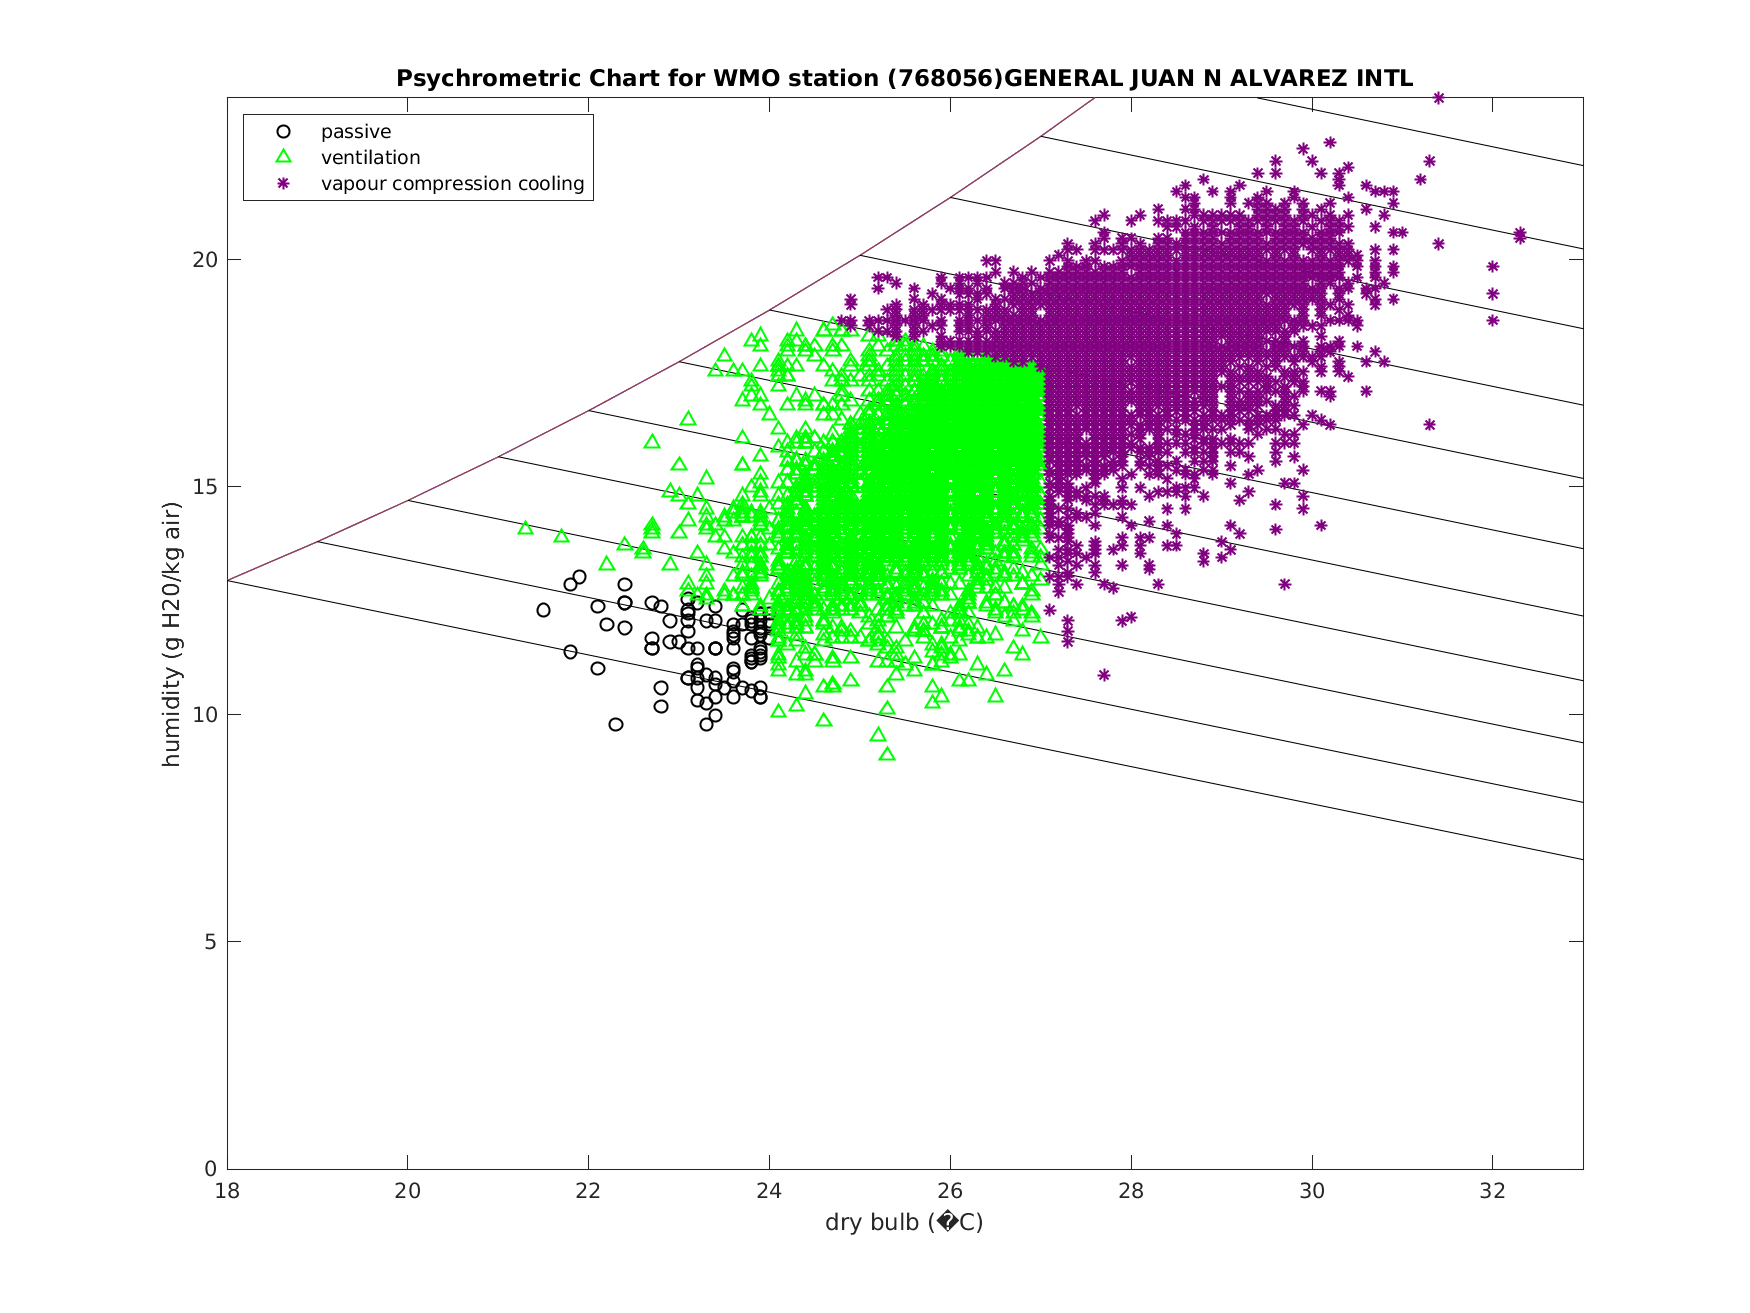 Psychrometric Chart for WMO station (768056)GENERAL JUAN N ALVAREZ INTL
passive
ventilation
vapour compression cooling
humidity (g H20/kg air)
20
15
10
5
0
18 20 22 24 26 28 30 32
dry bulb (�C)